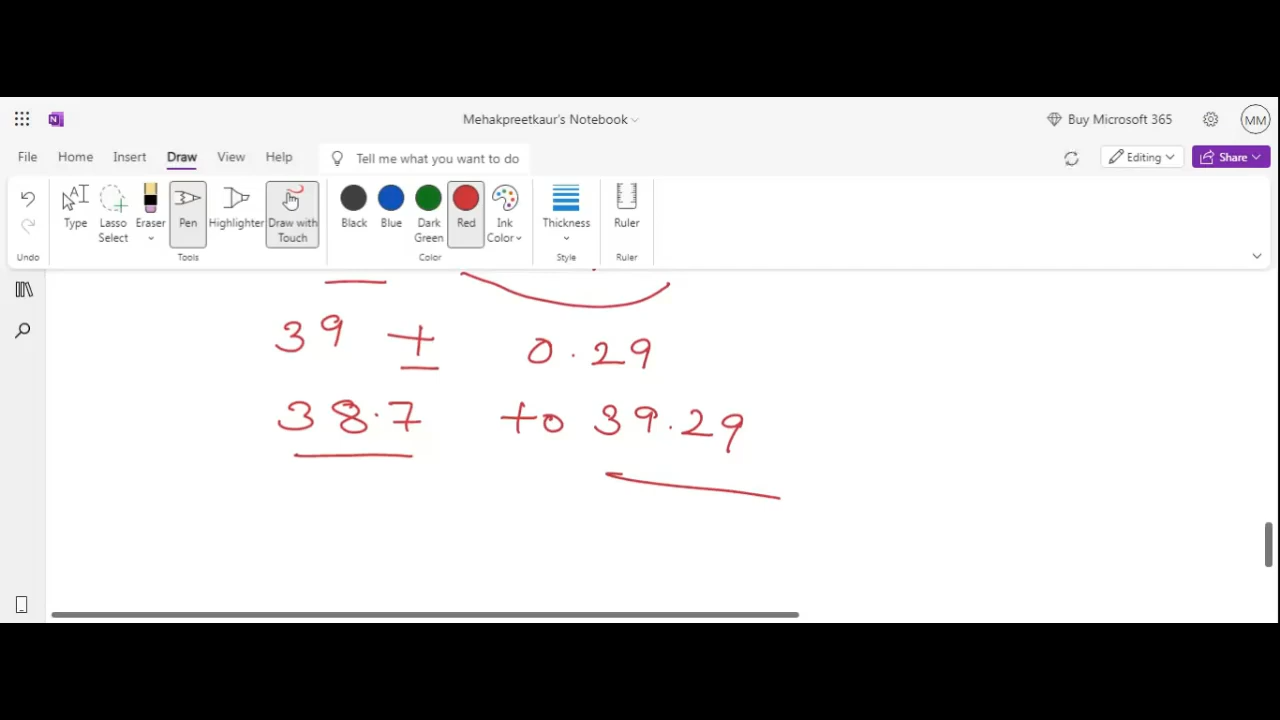 Mehakpreetkaur's Notebook
Buy Microsoft 365
MM
File Home Insert Draw View Help Tell me what you want to do
Editing
Share
Type Lasso Select Eraser Pen Highlighter Draw with Touch Black Blue Dark Green Red Ink Color Thickness Ruler
Undo Tools Color Style Ruler
39 ± 0.29
38.7 to 39.29